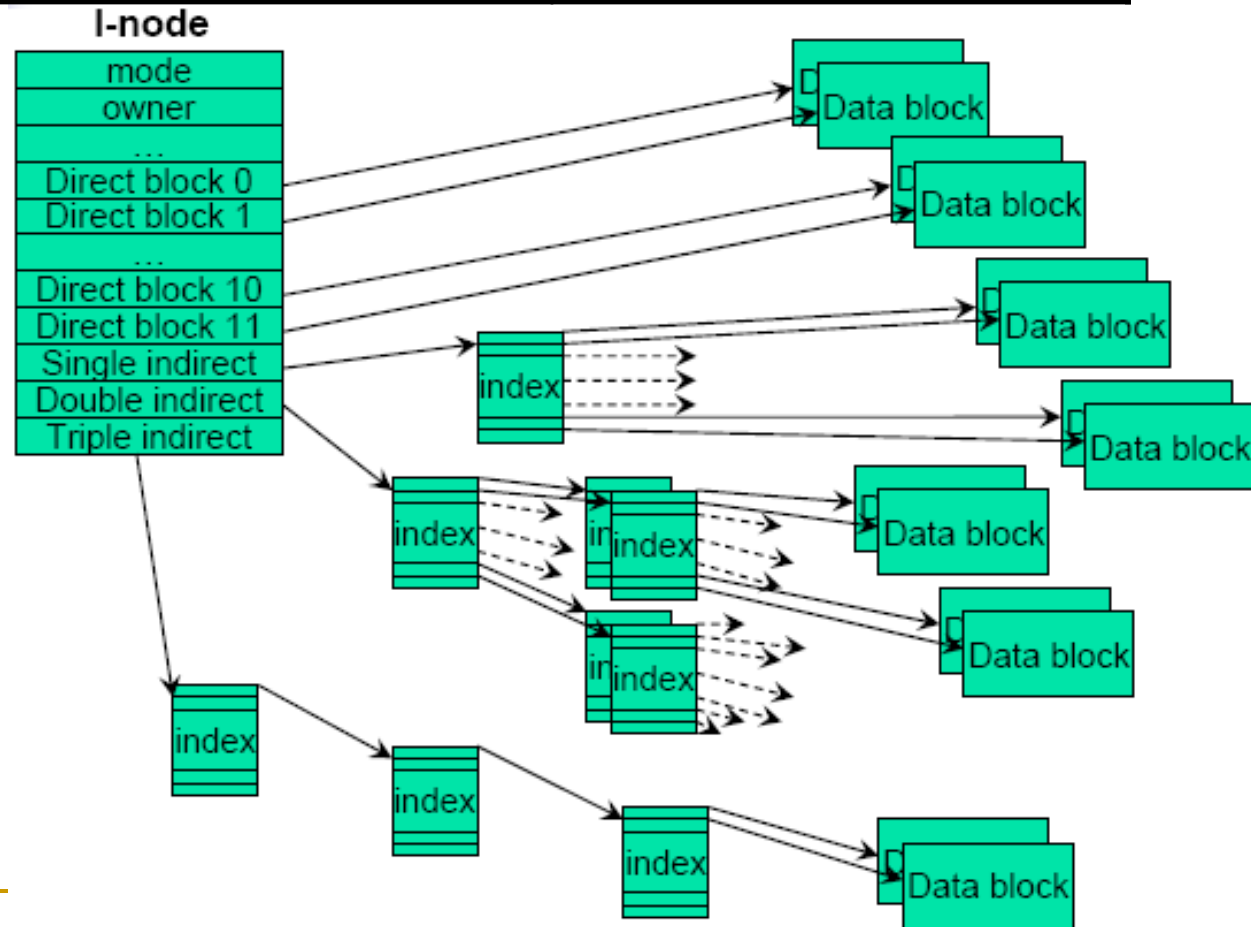 I-node
mode
owner
...
Direct block 0
Direct block 1
...
Direct block 10
Direct block 11
Single indirect
Double indirect
Triple indirect
D
Data block
D
Data block
D
Data block
index
D
Data block
index
in
index
D
Data block
in
index
D
Data block
index
index
index
D
Data block